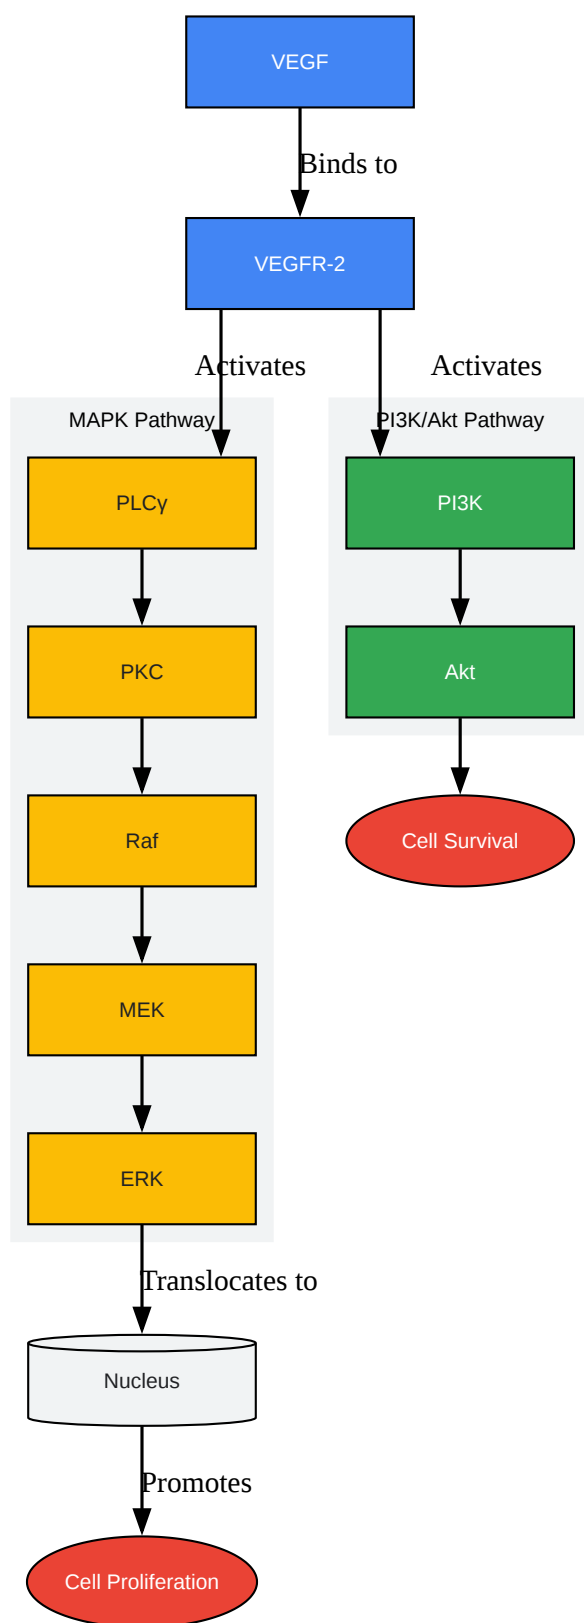 VEGF
Binds to
VEGFR-2
Activates
Activates
MAPK Pathway
PI3K/Akt Pathway
PLCγ
PI3K
PKC
Akt
Raf
Cell Survival
MEK
ERK
Translocates to
Nucleus
Promotes
Cell Proliferation